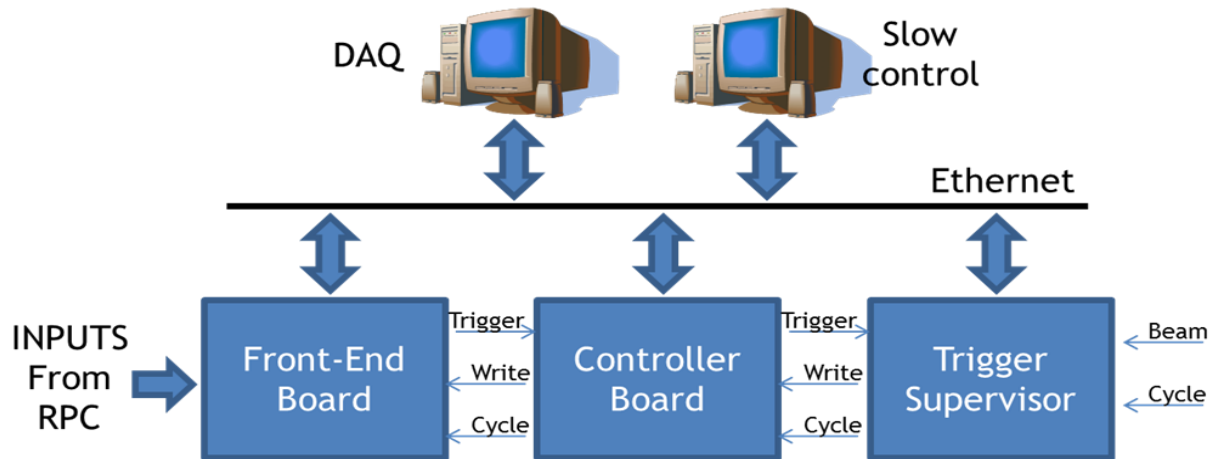 DAQ
Slow
control
Ethernet
INPUTS
From
RPC
Front-End
Board
Trigger
Write
Cycle
Controller
Board
Trigger
Write
Cycle
Trigger
Supervisor
Beam
Cycle